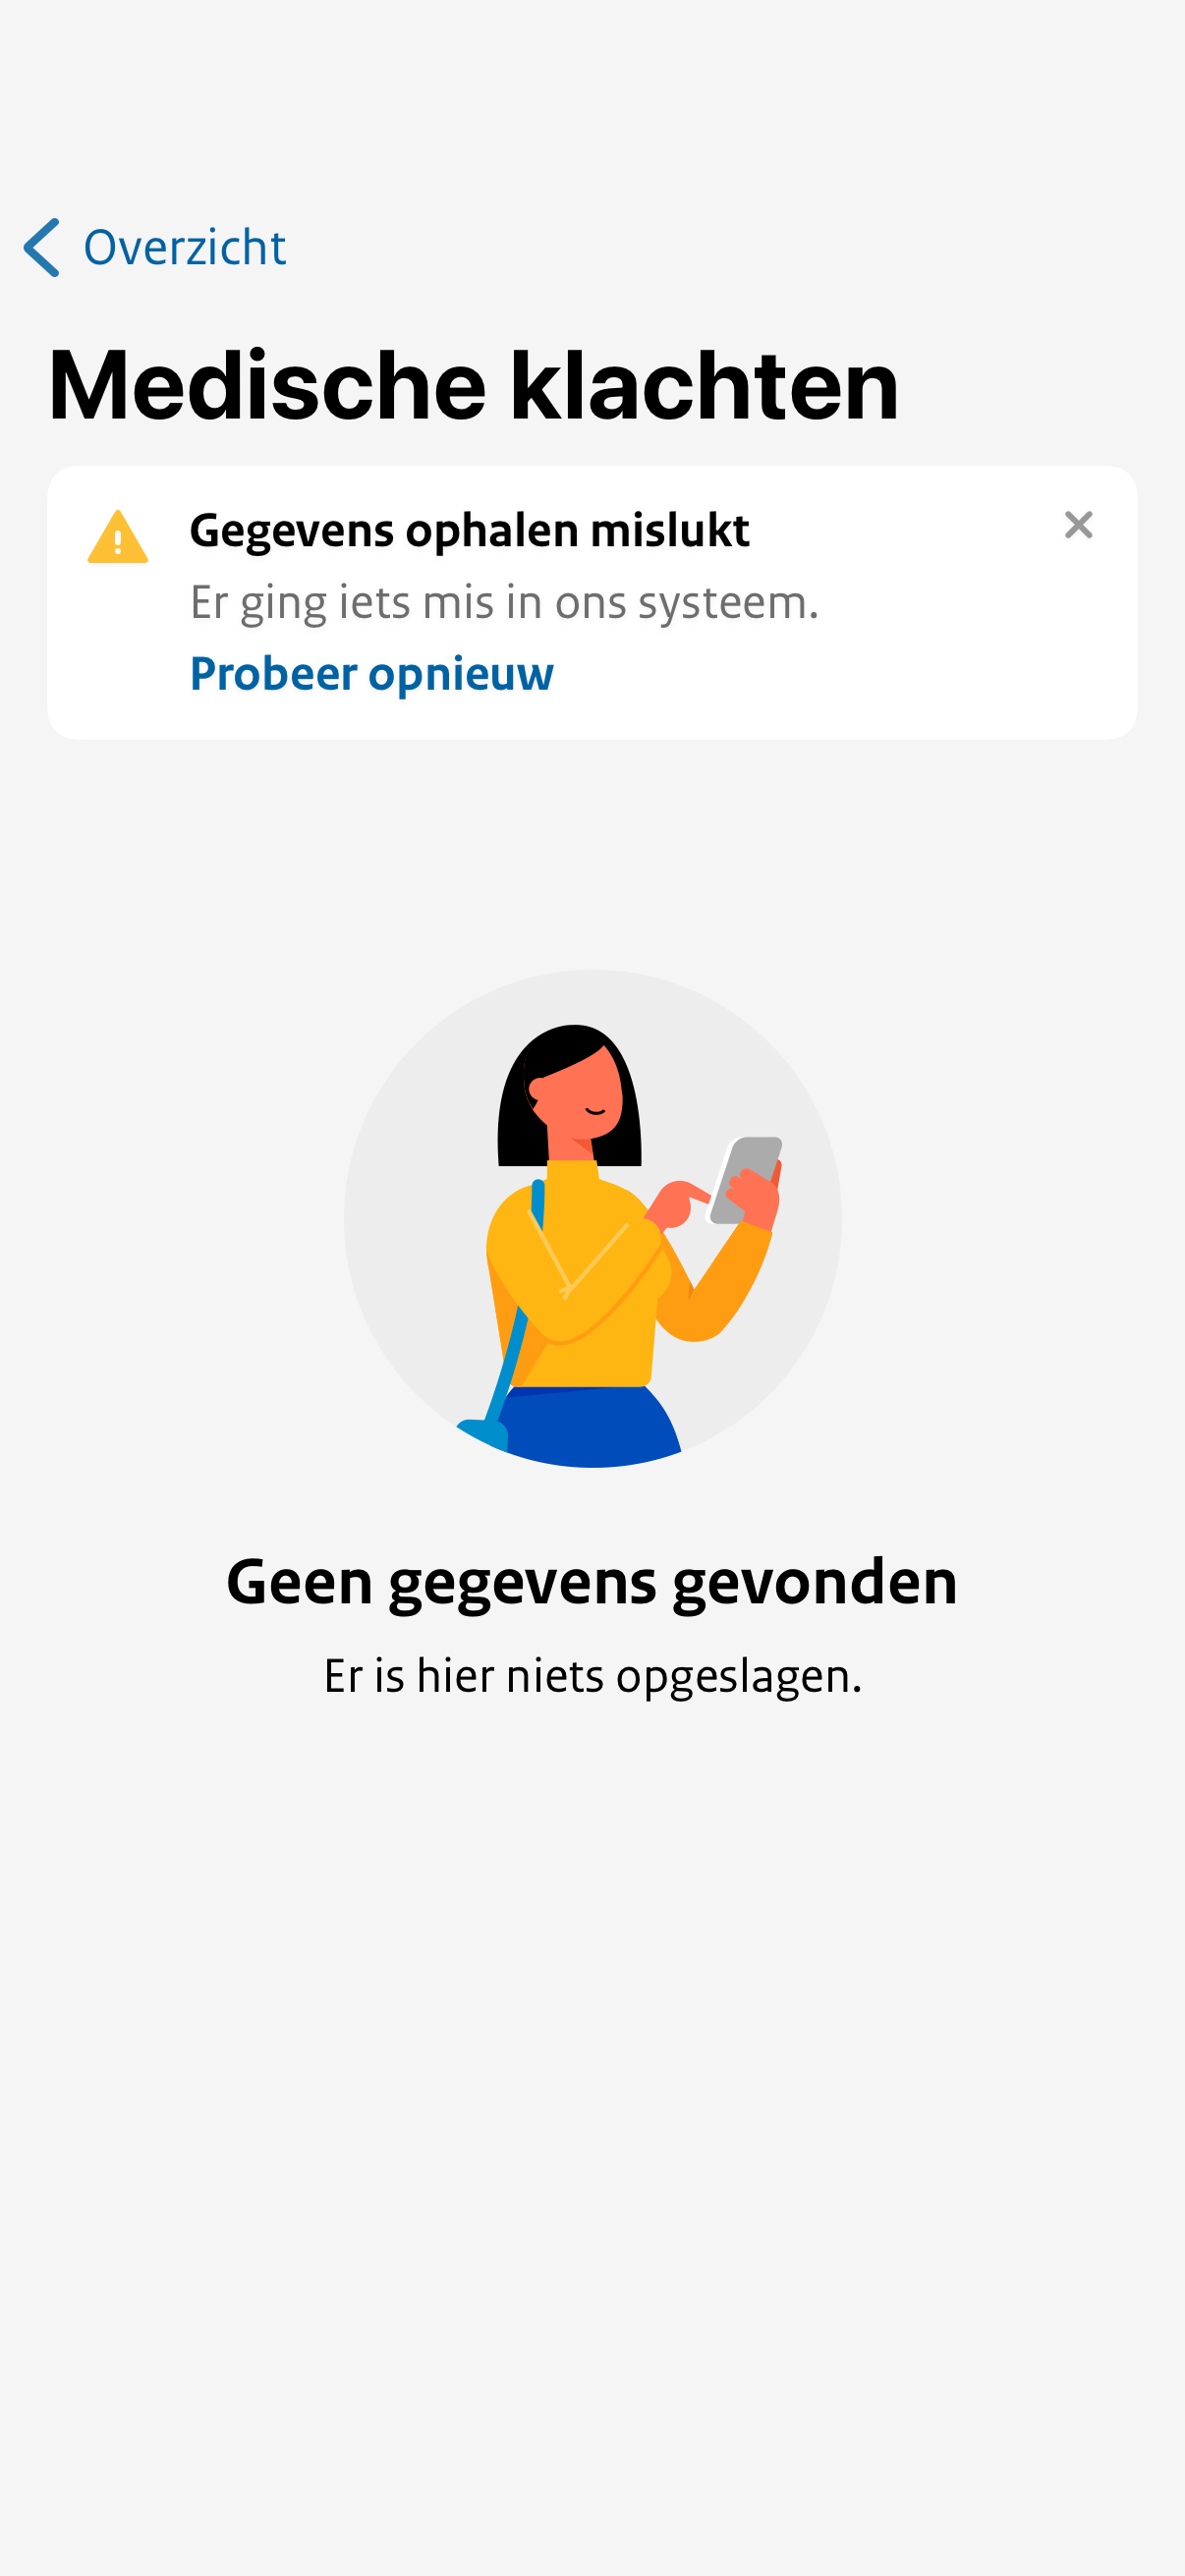 Overzicht
Medische klachten
Gegevens ophalen mislukt
Er ging iets mis in ons systeem.
Probeer opnieuw
Geen gegevens gevonden
Er is hier niets opgeslagen.